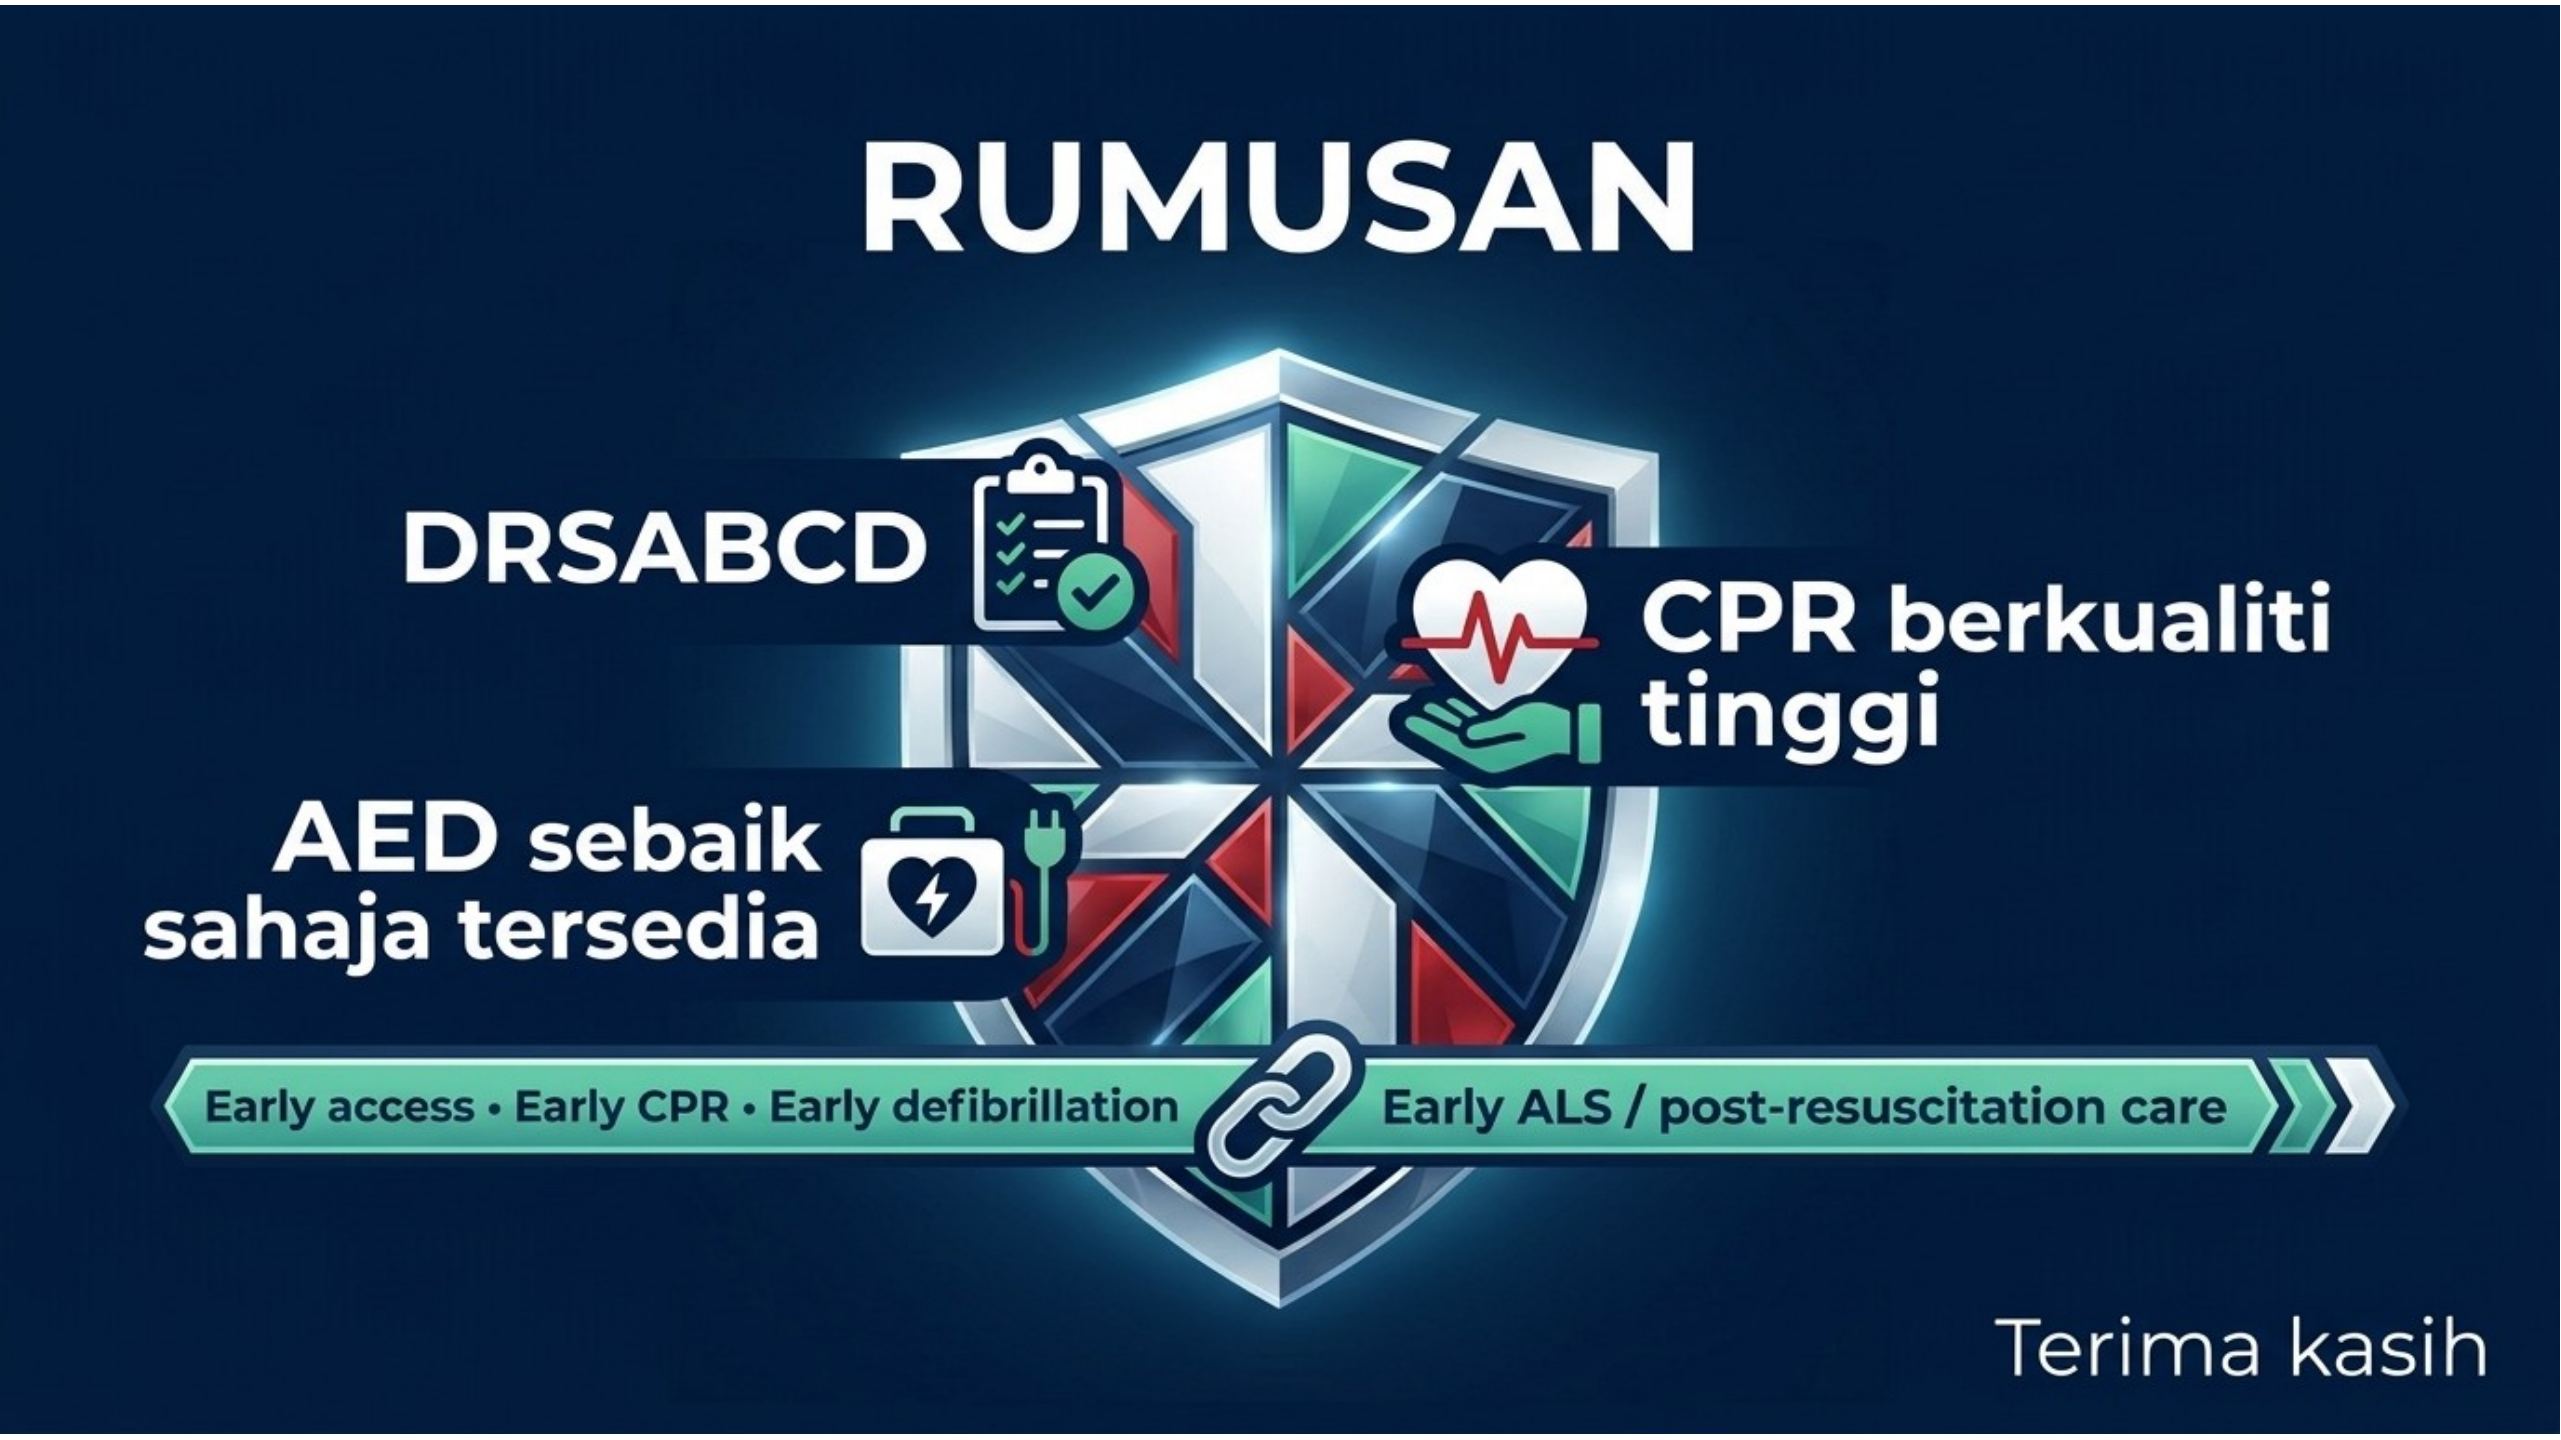 RUMUSAN
DRSABCD
CPR berkualiti
tinggi
AED sebaik
sahaja tersedia
Early access • Early CPR • Early defibrillation
Early ALS / post-resuscitation care
Terima kasih